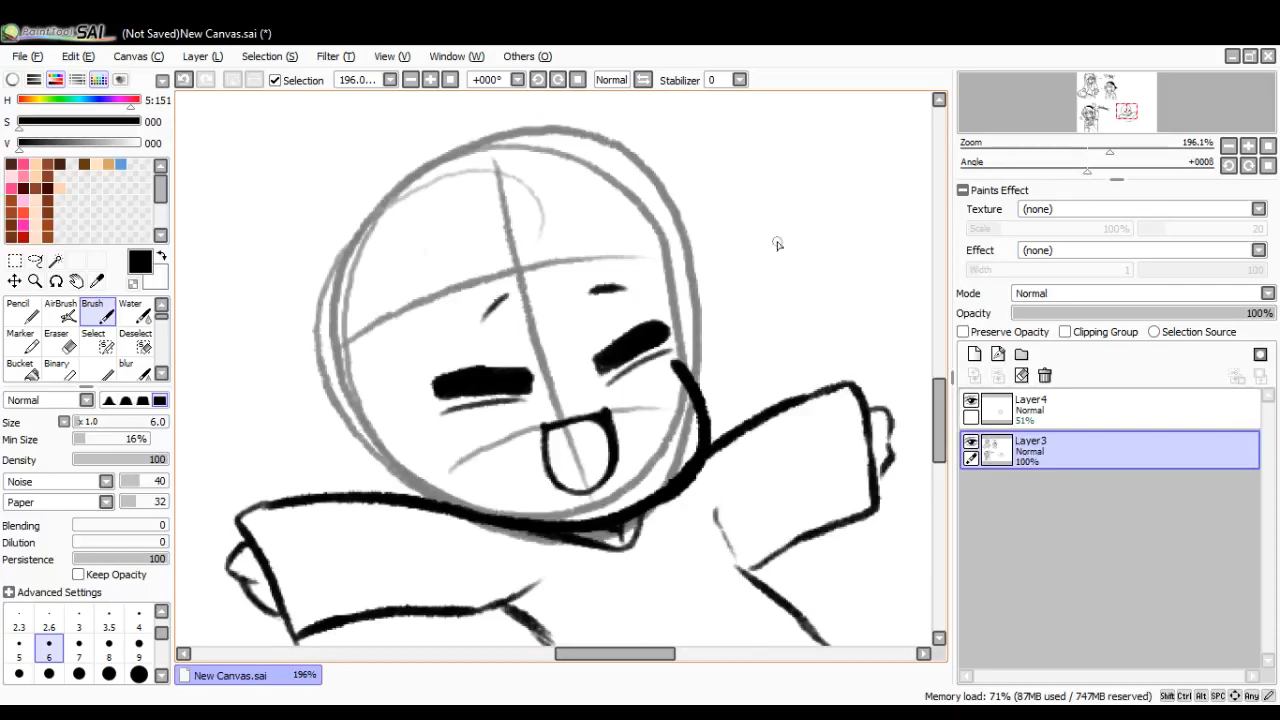 PaintTool SAI (Not Saved)New Canvas.sai (*)
File (F) Edit (E) Canvas (C) Layer (L) Selection (S) Filter (T) View (V) Window (W) Others (O)
Selection 196.0... +000° Normal Stabilizer 0
H 5:151
S 000
V 000
Zoom 196.1%
Angle +0008
Paints Effect
Texture (none)
Scale 100% 20
Effect (none)
Width 1 100
Mode Normal
Opacity 100%
Preserve Opacity Clipping Group Selection Source
Pencil AirBrush Brush Water
Marker Eraser Select Deselect
Bucket Binary blur
Normal
Size x 1.0 6.0
Min Size 16%
Density 100
Noise 40
Paper 32
Blending 0
Dilution 0
Persistence 100
Keep Opacity
Advanced Settings
2.3 2.6 3 3.5 4
5 6 7 8 9
Layer4
Normal
51%
Layer3
Normal
100%
New Canvas.sai 196%
Memory load: 71% (87MB used / 747MB reserved) Shift Ctrl Alt SPC Any